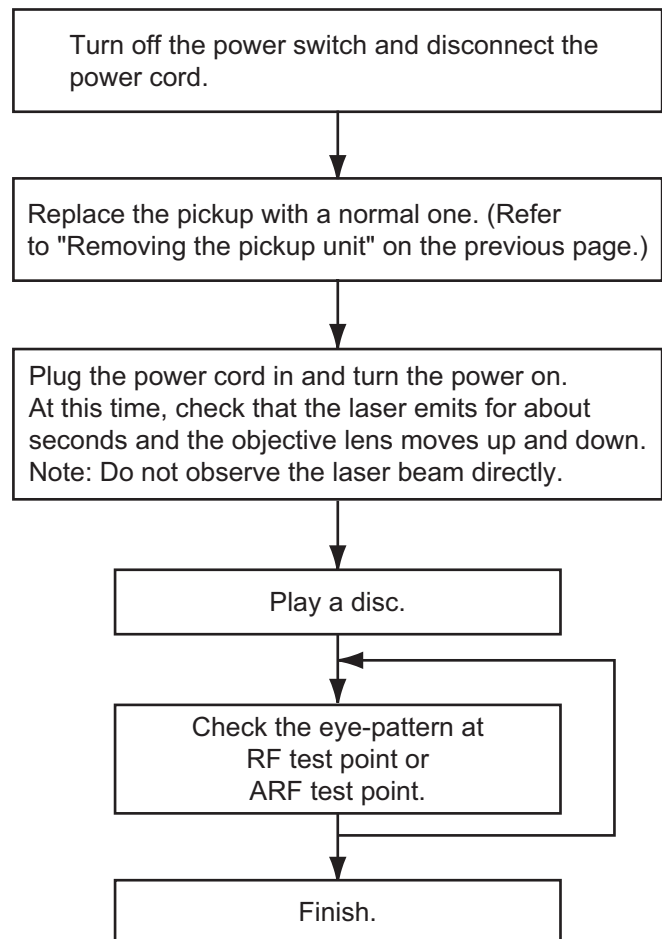 Turn off the power switch and disconnect the
power cord.
Replace the pickup with a normal one. (Refer
to "Removing the pickup unit" on the previous page.)
Plug the power cord in and turn the power on.
At this time, check that the laser emits for about
seconds and the objective lens moves up and down.
Note: Do not observe the laser beam directly.
Play a disc.
Check the eye-pattern at
RF test point or
ARF test point.
Finish.